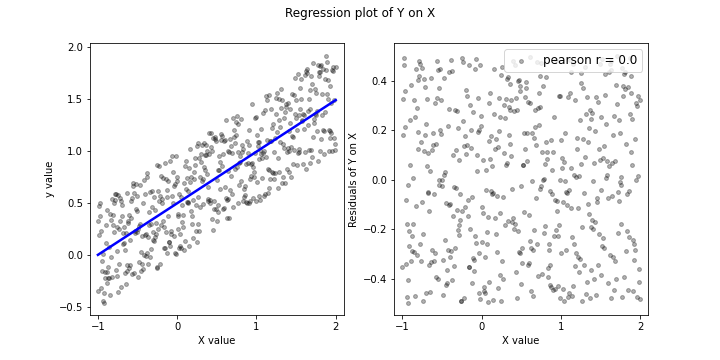 Regression plot of Y on X
y value
2.0
1.5
1.0
0.5
0.0
−0.5
−1 0 1 2
X value
Residuals of Y on X
pearson r = 0.0
0.4
0.2
0.0
−0.2
−0.4
−1 0 1 2
X value